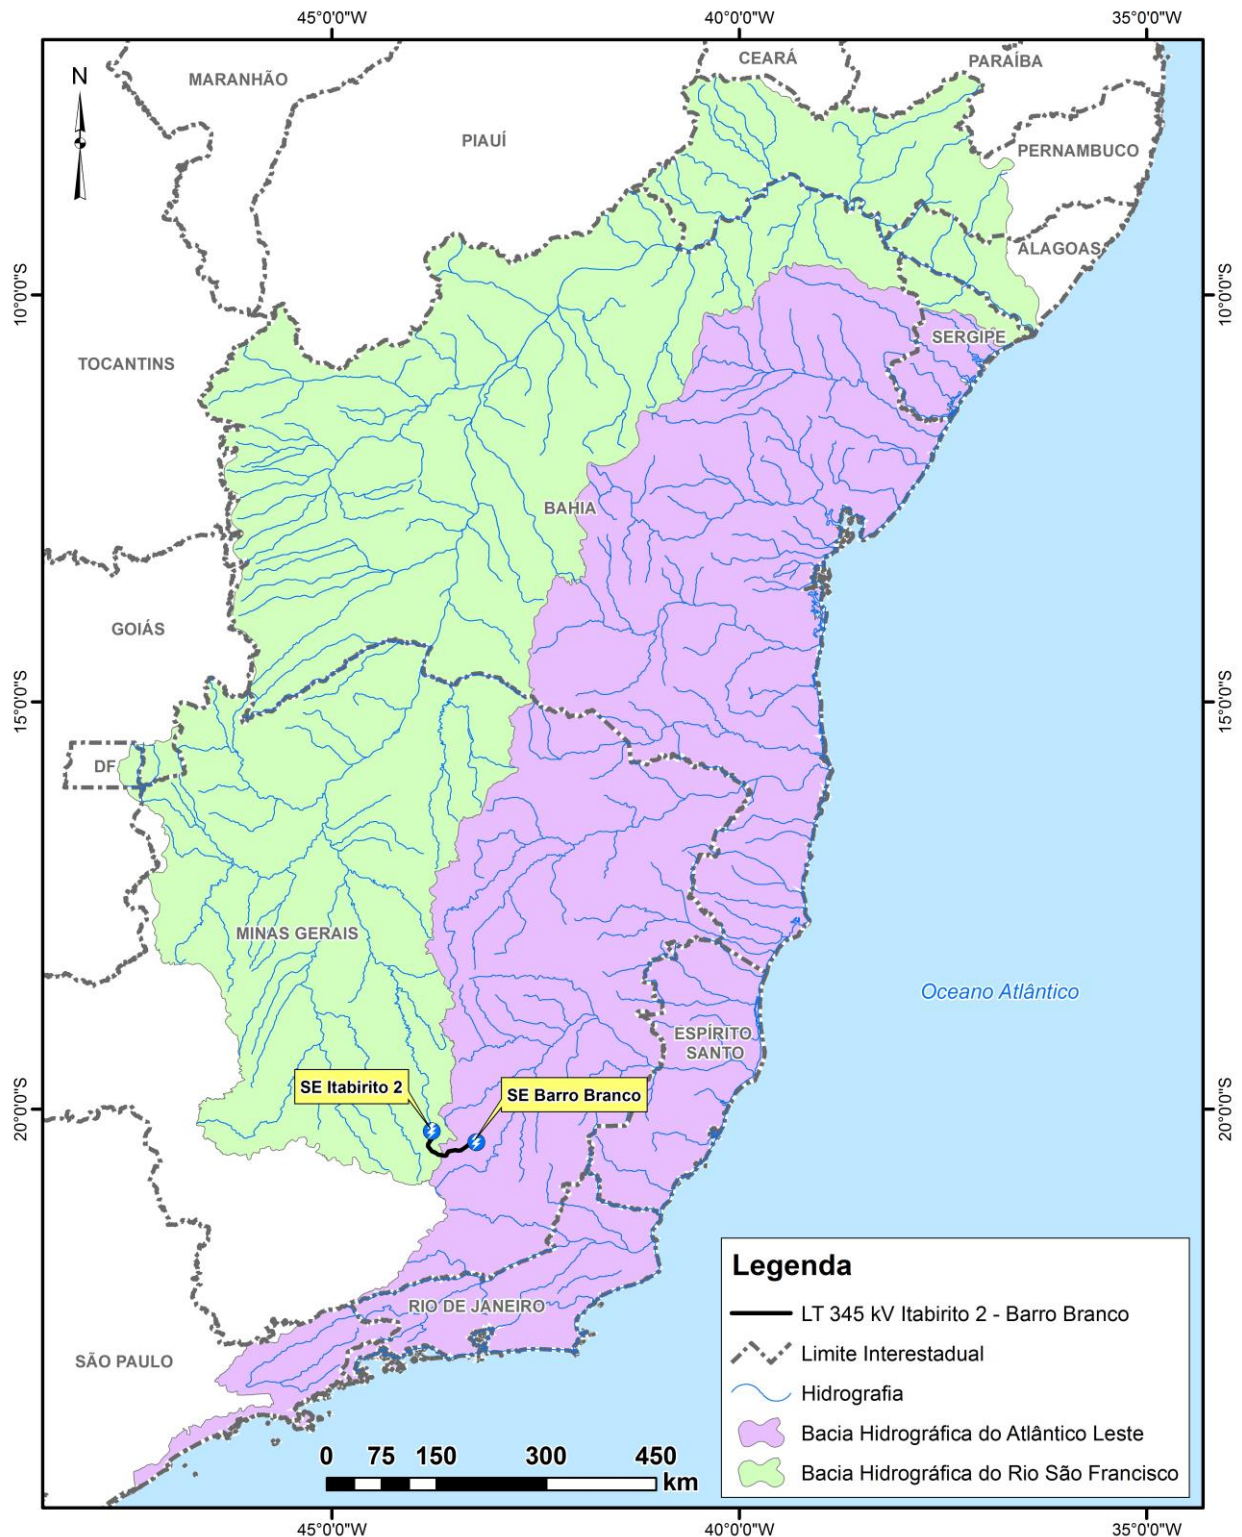 45°0'0"W
40°0'0"W
35°0'0"W
N
MARANHÃO
CEARÁ
PARAÍBA
PIAUÍ
PERNAMBUCO
ALAGOAS
10°0'0"S
10°0'0"S
SERGIPE
TOCANTINS
BAHIA
GOIÁS
15°0'0"S
15°0'0"S
DF
MINAS GERAIS
Oceano Atlântico
ESPÍRITO
SANTO
SE Itabirito 2
SE Barro Branco
20°0'0"S
20°0'0"S
RIO DE JANEIRO
SÃO PAULO
Legenda
LT 345 kV Itabirito 2 - Barro Branco
Limite Interestadual
Hidrografia
Bacia Hidrográfica do Atlântico Leste
Bacia Hidrográfica do Rio São Francisco
0 75 150 300 450
km
45°0'0"W
40°0'0"W
35°0'0"W